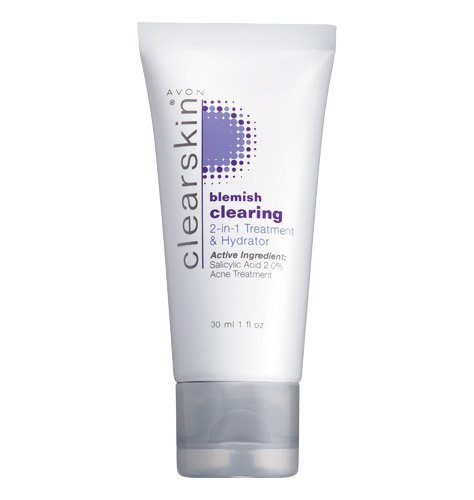 AVON
clearskin®
blemish
clearing
2-in-1 Treatment
& Hydrator
Active Ingredient:
Salicylic Acid 2.0%
Acne Treatment
30 ml 1 fl oz